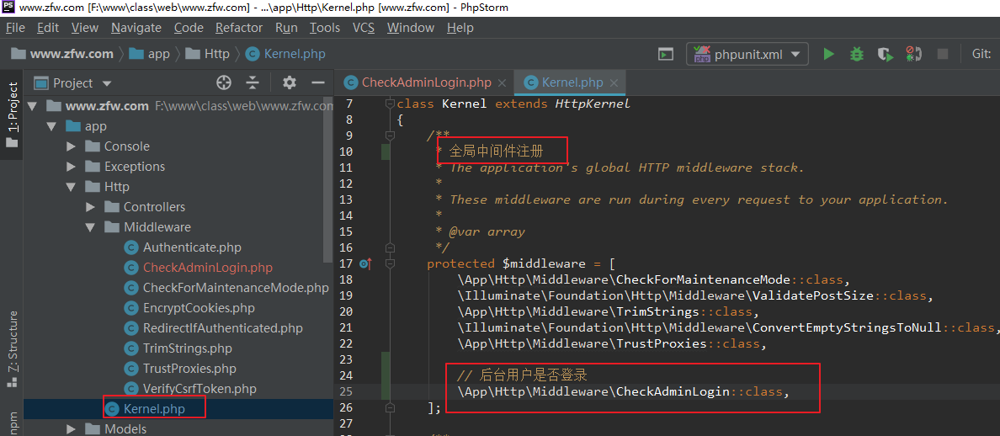 www.zfw.com [F:\www\class\web\www.zfw.com] - ...\app\Http\Kernel.php [www.zfw.com] - PhpStorm
File Edit View Navigate Code Refactor Run Tools VCS Window Help
www.zfw.com app Http Kernel.php phpunit.xml Git:
1: Project
Z: Structure
npm
Project
www.zfw.com F:\www\class\web\www.zfw.com
app
Console
Exceptions
Http
Controllers
Middleware
Authenticate.php
CheckAdminLogin.php
CheckForMaintenanceMode.php
EncryptCookies.php
RedirectIfAuthenticated.php
TrimStrings.php
TrustProxies.php
VerifyCsrfToken.php
Kernel.php
Models
CheckAdminLogin.php Kernel.php
7 class Kernel extends HttpKernel
8 {
9 /**
10 * 全局中间件注册
11 * The application's global HTTP middleware stack.
12 *
13 * These middleware are run during every request to your application.
14 *
15 * @var array
16 */
17 protected $middleware = [
18 \App\Http\Middleware\CheckForMaintenanceMode::class,
19 \Illuminate\Foundation\Http\Middleware\ValidatePostSize::class,
20 \App\Http\Middleware\TrimStrings::class,
21 \Illuminate\Foundation\Http\Middleware\ConvertEmptyStringsToNull::class,
22 \App\Http\Middleware\TrustProxies::class,
23
24 // 后台用户是否登录
25 \App\Http\Middleware\CheckAdminLogin::class,
26 ];
27